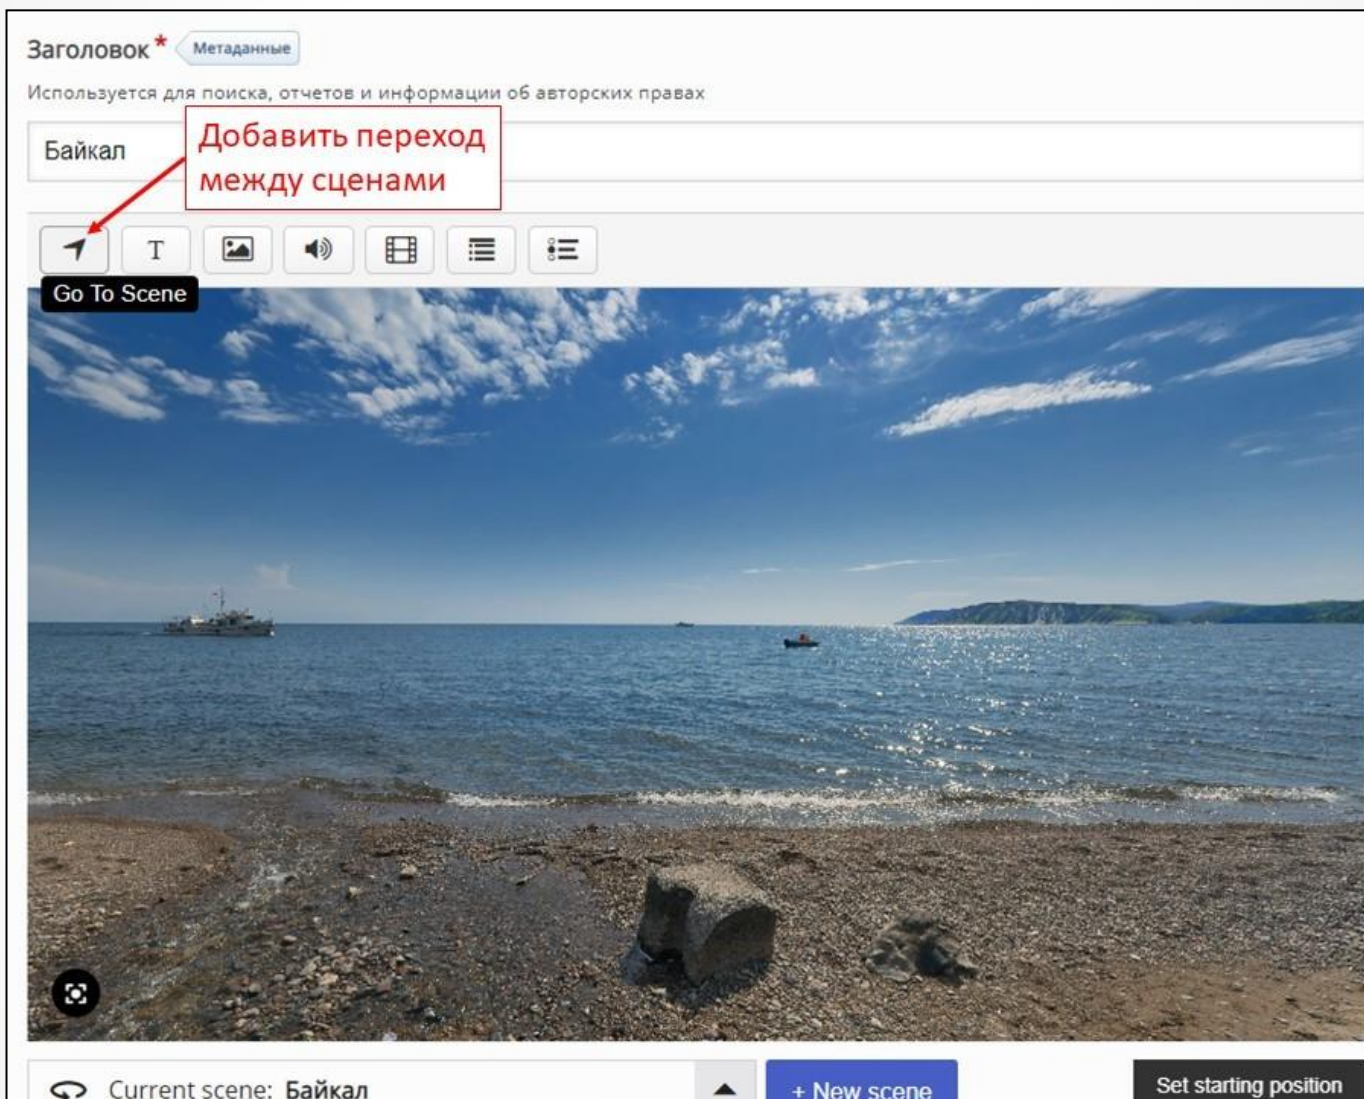 Заголовок * Метаданные
Используется для поиска, отчетов и информации об авторских правах
Байкал
Добавить переход
между сценами
T
Go To Scene
Current scene: Байкал
+ New scene
Set starting position